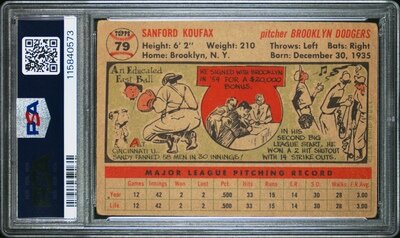 115840573
PSA
TOPPS
79
SANFORD KOUFAX
pitcher BROOKLYN DODGERS
Height: 6' 2" Weight: 210 Throws: Left Bats: Right
Home: Brooklyn, N. Y. Born: December 30, 1935
An Educated Fast Ball
AT CINCINNATI U. SANDY FANNED 58 MEN IN 30 INNINGS!
HE SIGNED WITH BROOKLYN
IN '54 FOR A $20,000
BONUS.
IN HIS
SECOND BIG
LEAGUE START, HE
WON A 2 HIT SHUTOUT
WITH 14 STRIKE OUTS.
MAJOR LEAGUE PITCHING RECORD
Games Innings Won Lost Pct. Hits Runs E.R. S.O. Walks E.R. Avg.
Year 12 42 2 2 .500 33 15 14 30 28 3.00
Life 12 42 2 2 .500 33 15 14 30 28 3.00